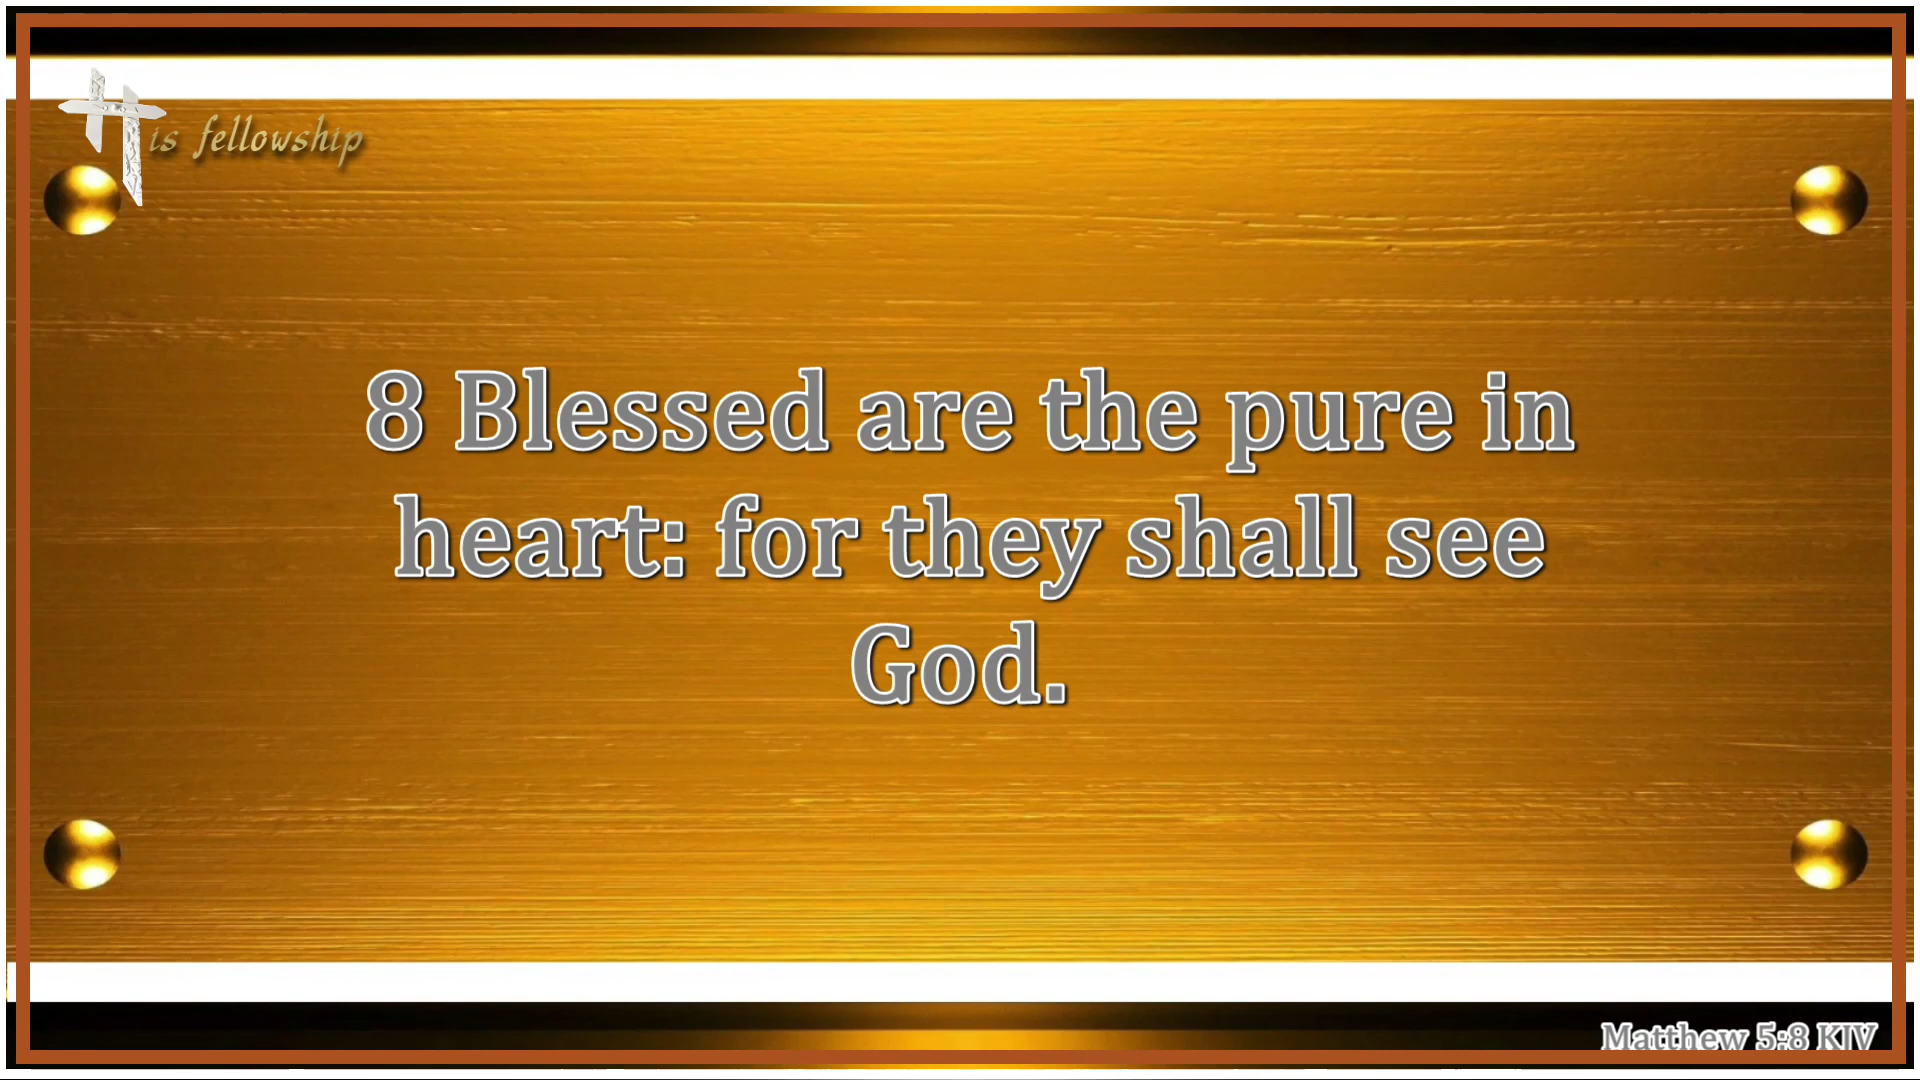 His fellowship
8 Blessed are the pure in
heart: for they shall see
God.
Matthew 5:8 KJV